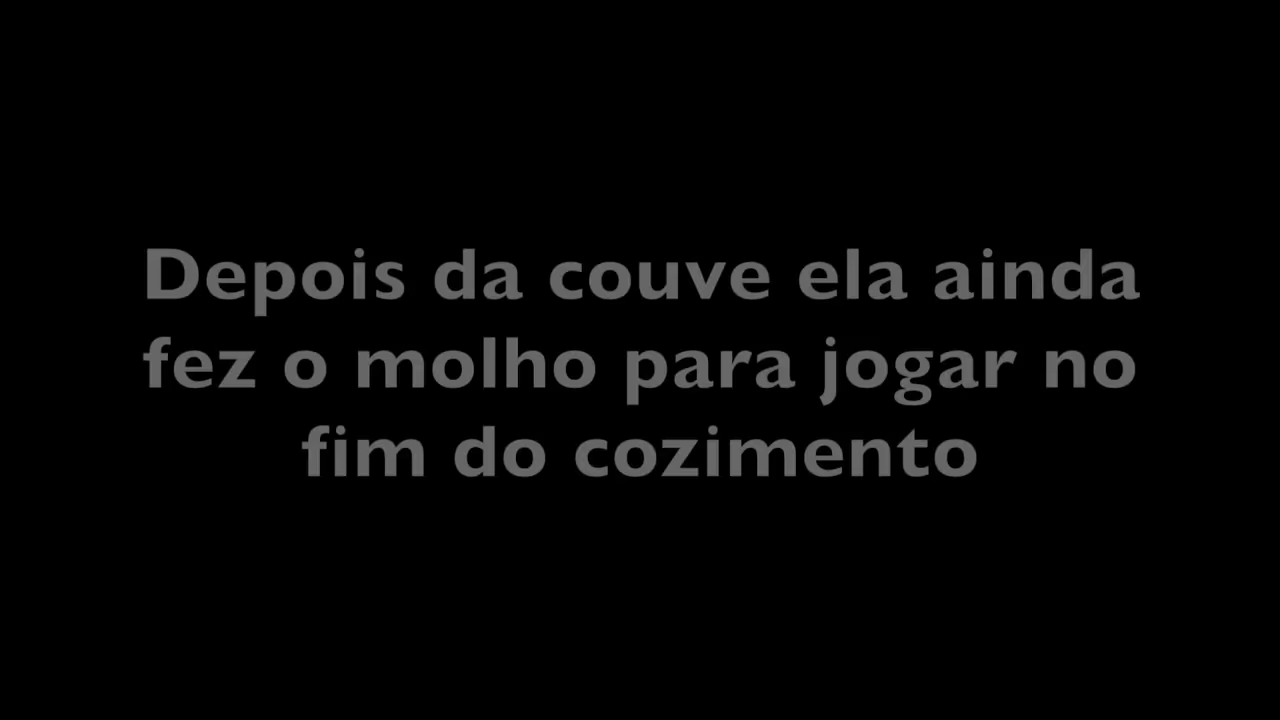 Depois da couve ela ainda
fez o molho para jogar no
fim do cozimento